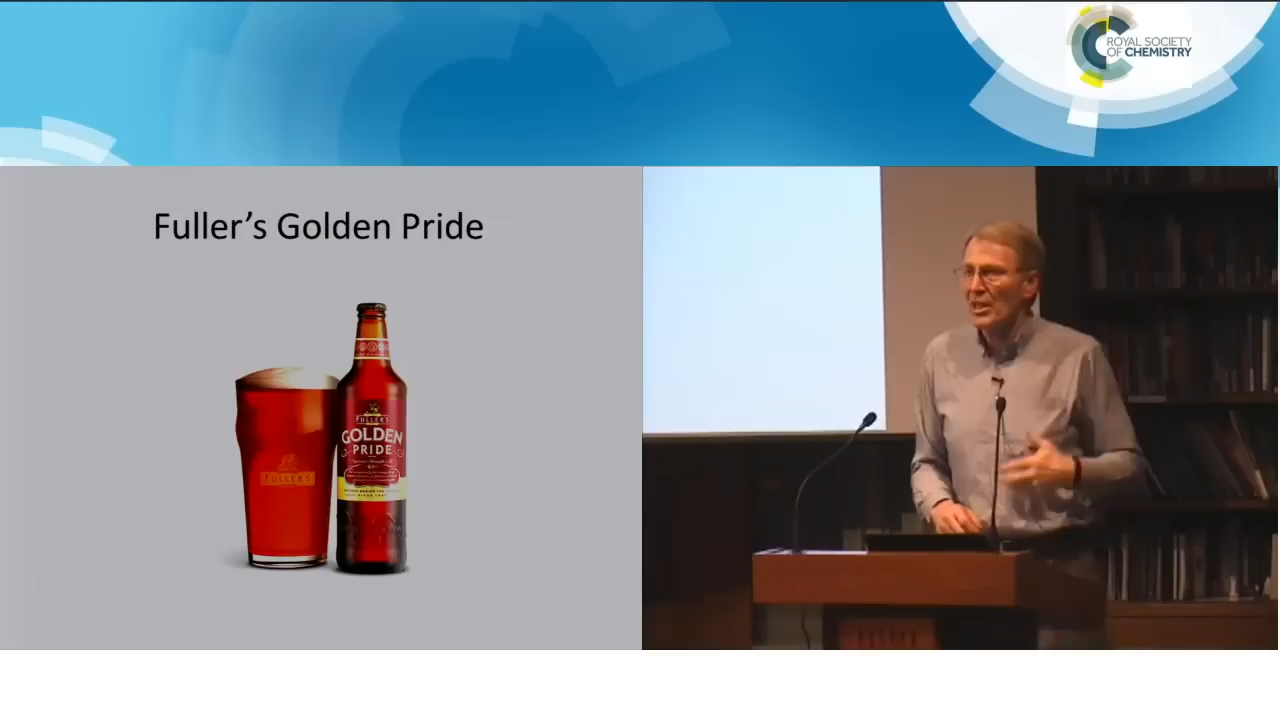 ROYAL SOCIETY
OF CHEMISTRY
Fuller's Golden Pride
FULLER'S
GOLDEN
PRIDE
FULLER'S